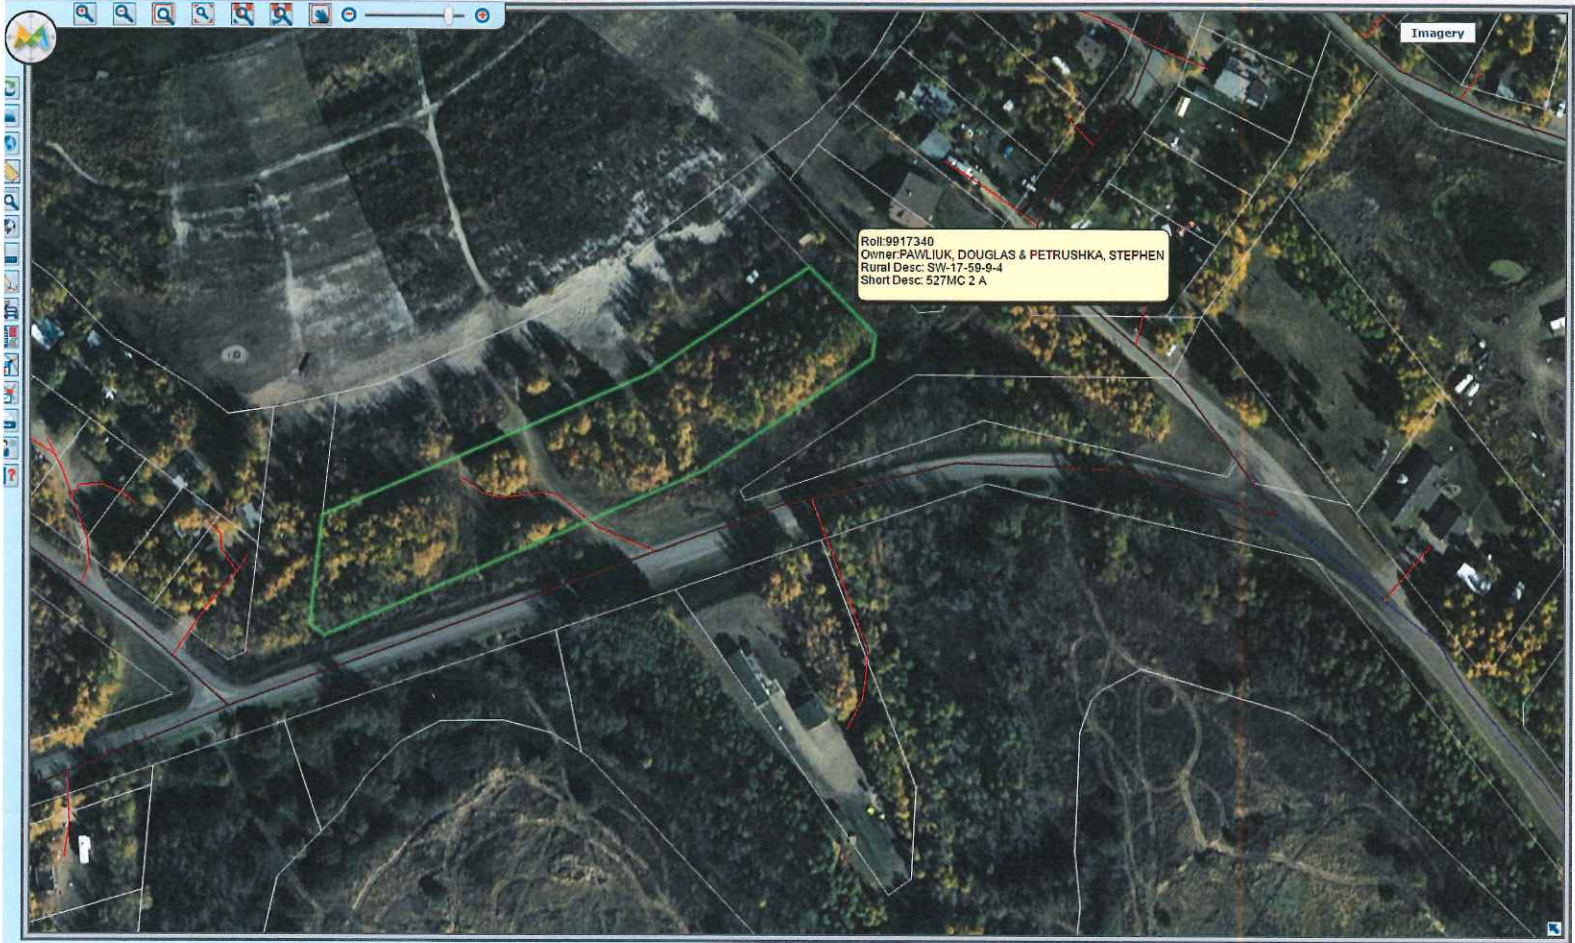 Imagery
Roll:9917340
Owner:PAWLIUK, DOUGLAS & PETRUSHKA, STEPHEN
Rural Desc: SW-17-59-9-4
Short Desc: 527MC 2 A